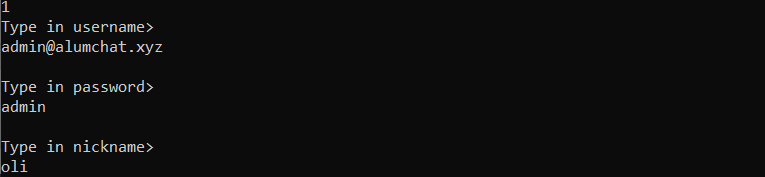 1
Type in username>
admin@alumchat.xyz
Type in password>
admin
Type in nickname>
oli